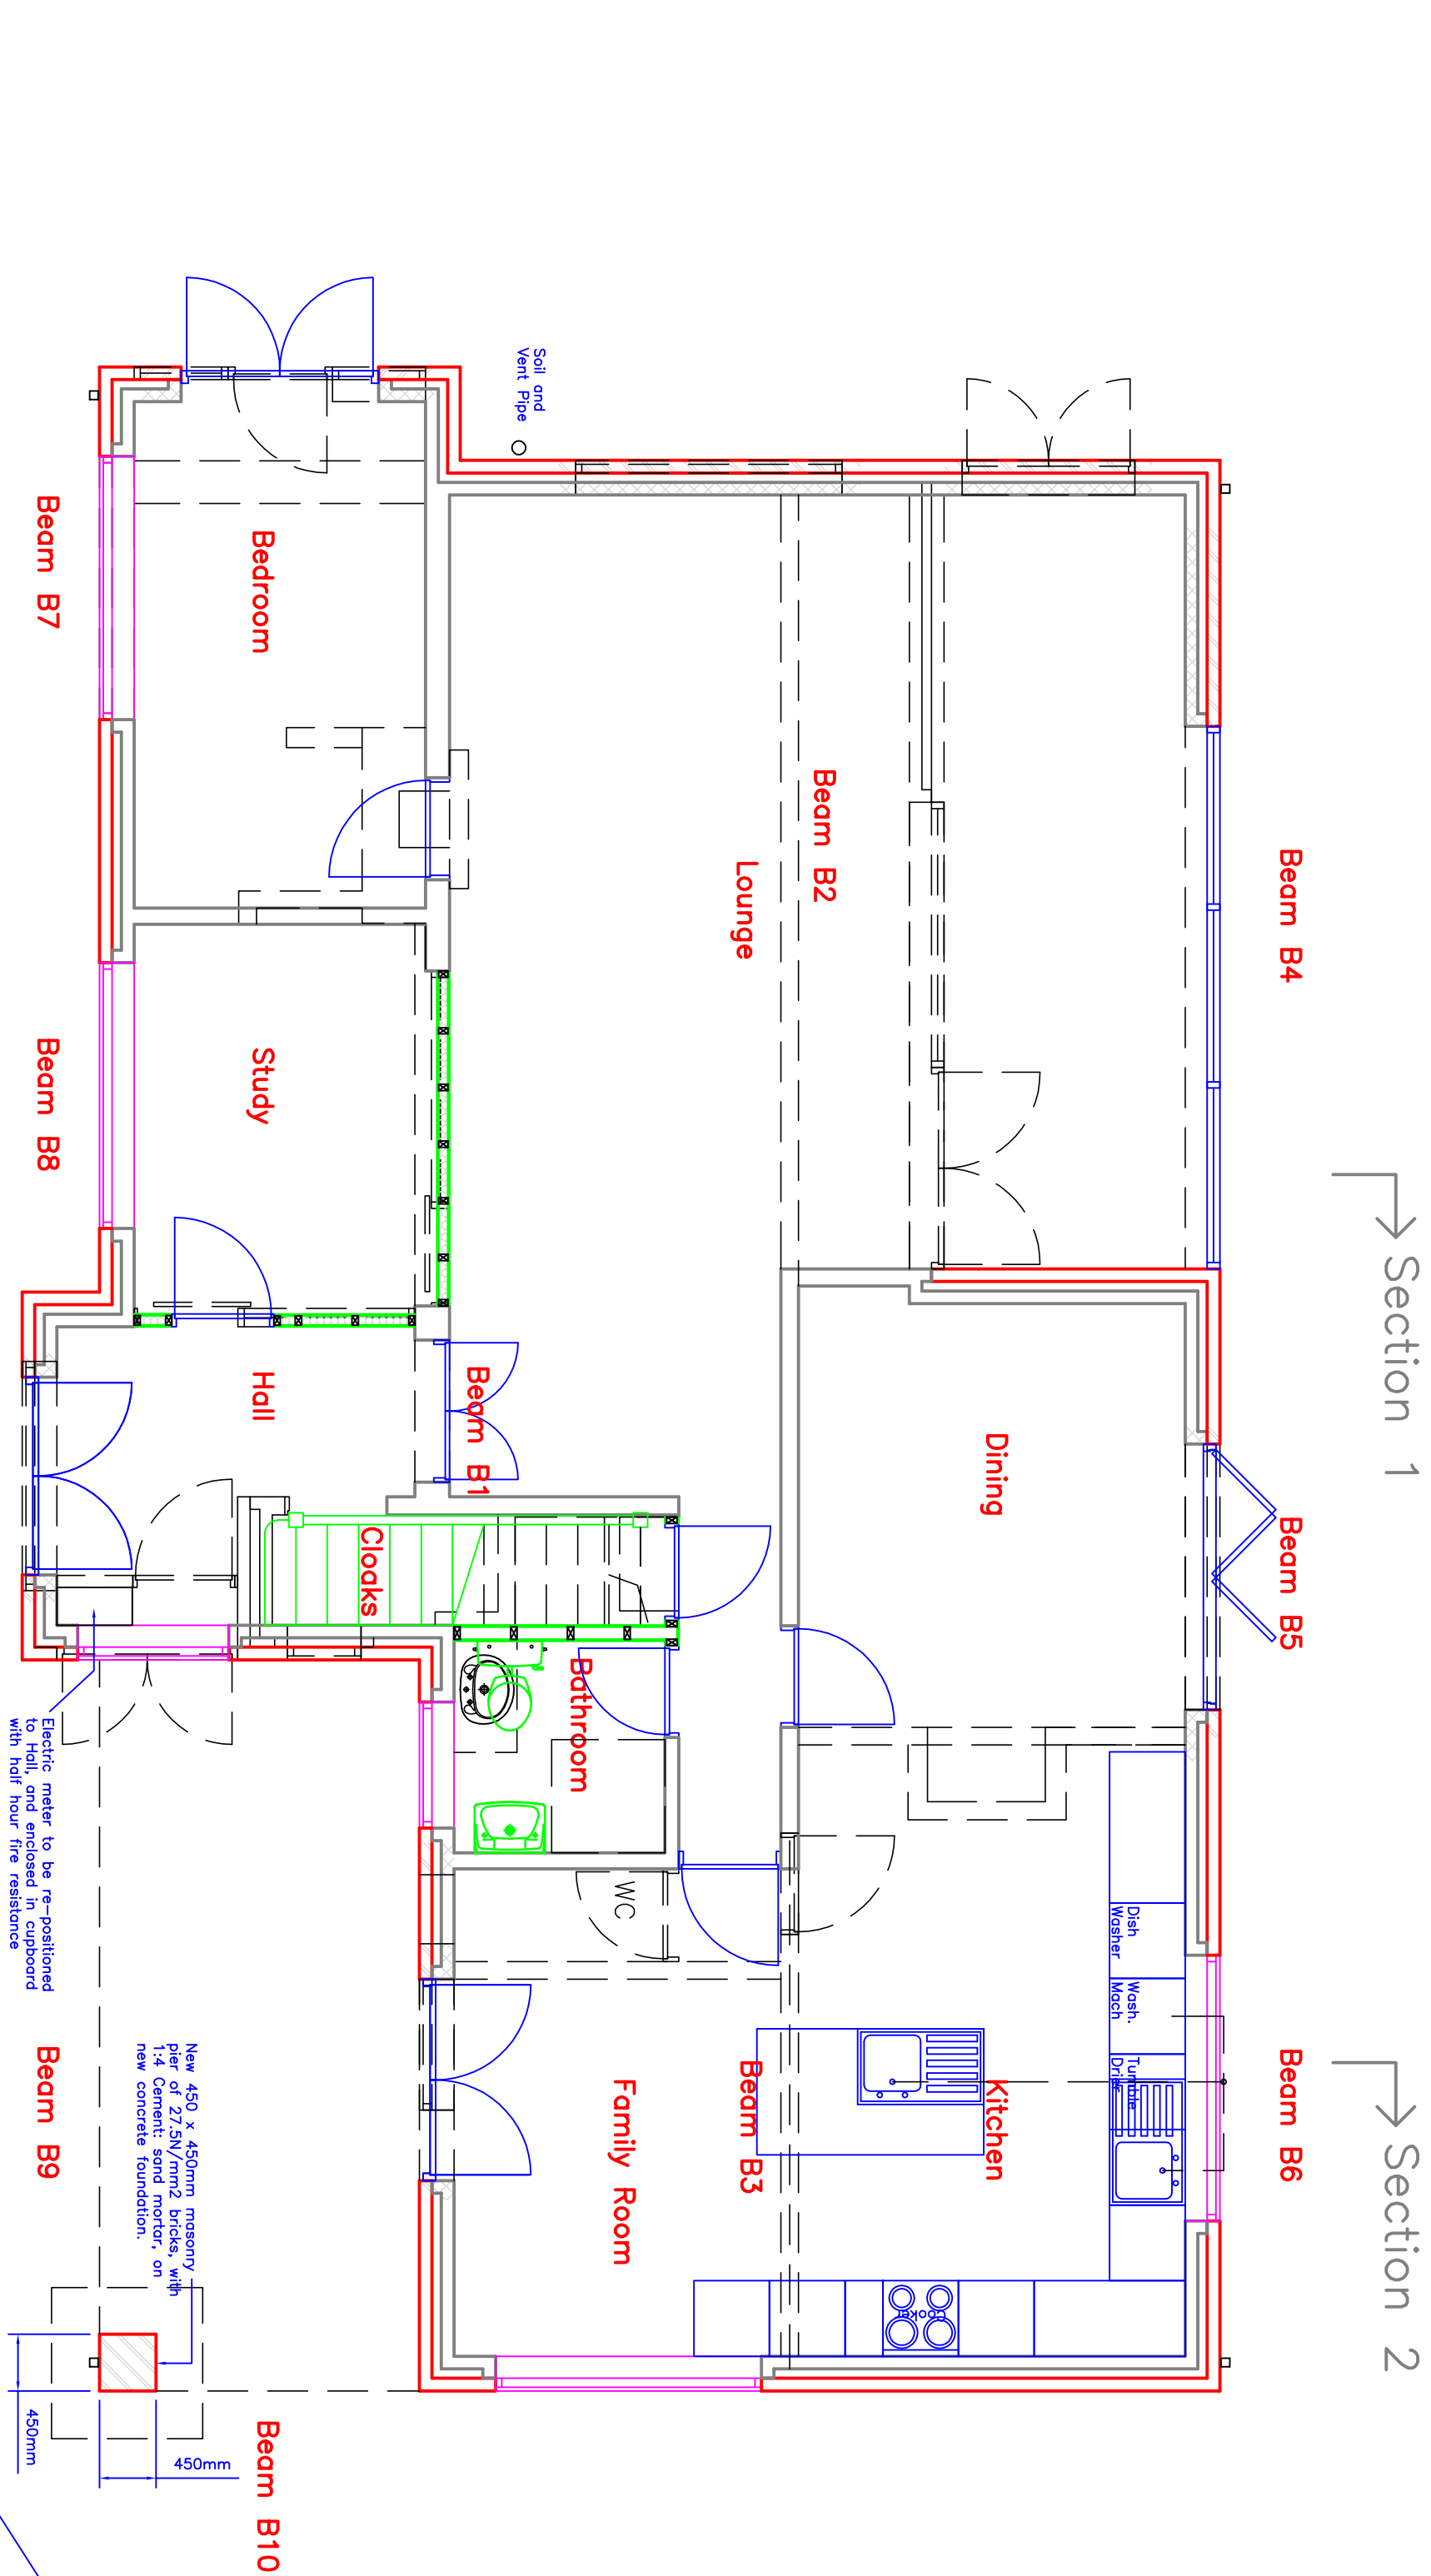 Section 1
Section 2
Beam B4
Beam B5
Beam B6
Dish
Washer
Wash.
Mach
Tumble
Drier
Dining
Kitchen
Cooker
Beam B2
Lounge
Beam B3
Family Room
WC
Bathroom
Soil and
Vent Pipe
Beam B1
Cloaks
Bedroom
Study
Hall
Beam B10
450mm
New 450 x 450mm masonry
pier of 27.5N/mm2 bricks, with
1:4 Cement: sand mortar, on
new concrete foundation.
Beam B7
Beam B8
Beam B9
Electric meter to be re-positioned
to Hall, and enclosed in cupboard
with half hour fire resistance
450mm